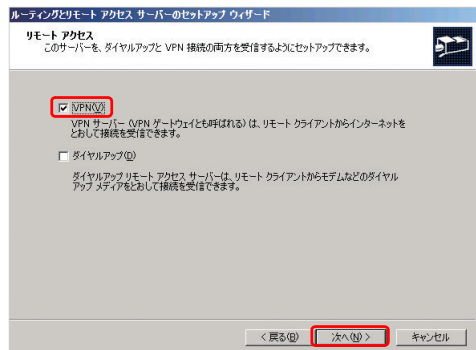 ルーティングとリモート アクセス サーバーのセットアップ ウィザード
リモート アクセス
このサーバーを、ダイヤルアップと VPN 接続の両方を受信するようにセットアップできます。
VPN(V)
VPN サーバー (VPN ゲートウェイとも呼ばれる) は、リモート クライアントからインターネットを
とおして接続を受信できます。
ダイヤルアップ(D)
ダイヤルアップ リモート アクセス サーバーは、リモート クライアントからモデムなどのダイヤル
アップ メディアをとおして接続を受信できます。
< 戻る(B) 次へ(N) > キャンセル